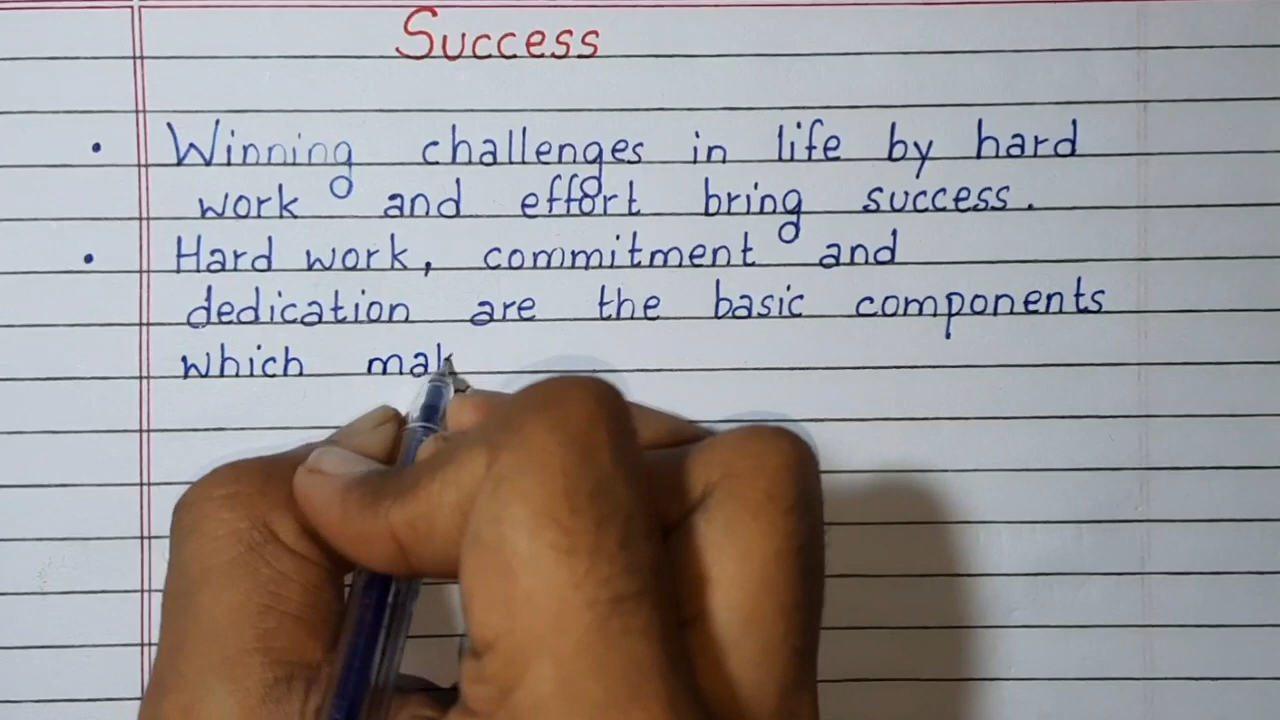 Success
• Winning challenges in life by hard
work and effort bring success.
• Hard work, commitment and
dedication are the basic components
which mak